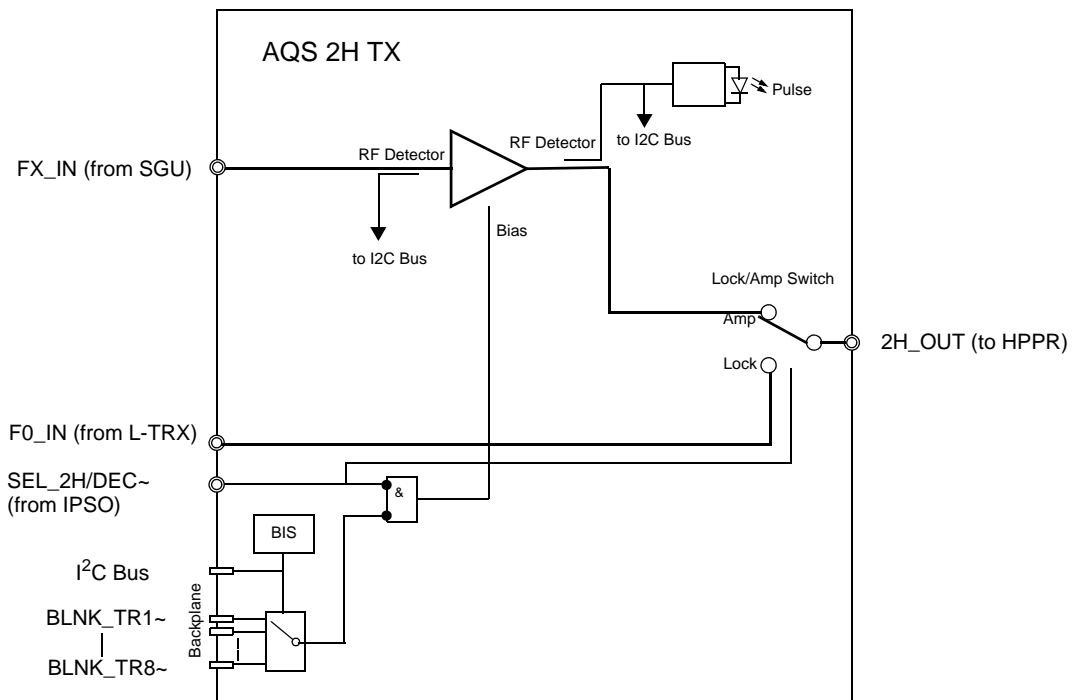 AQS 2H TX
Pulse
RF Detector
RF Detector
to I2C Bus
FX_IN (from SGU)
Bias
to I2C Bus
Lock/Amp Switch
Amp
2H_OUT (to HPPR)
Lock
F0_IN (from L-TRX)
SEL_2H/DEC~
(from IPSO)
&
BIS
I2C Bus
Backplane
BLNK_TR1~
BLNK_TR8~